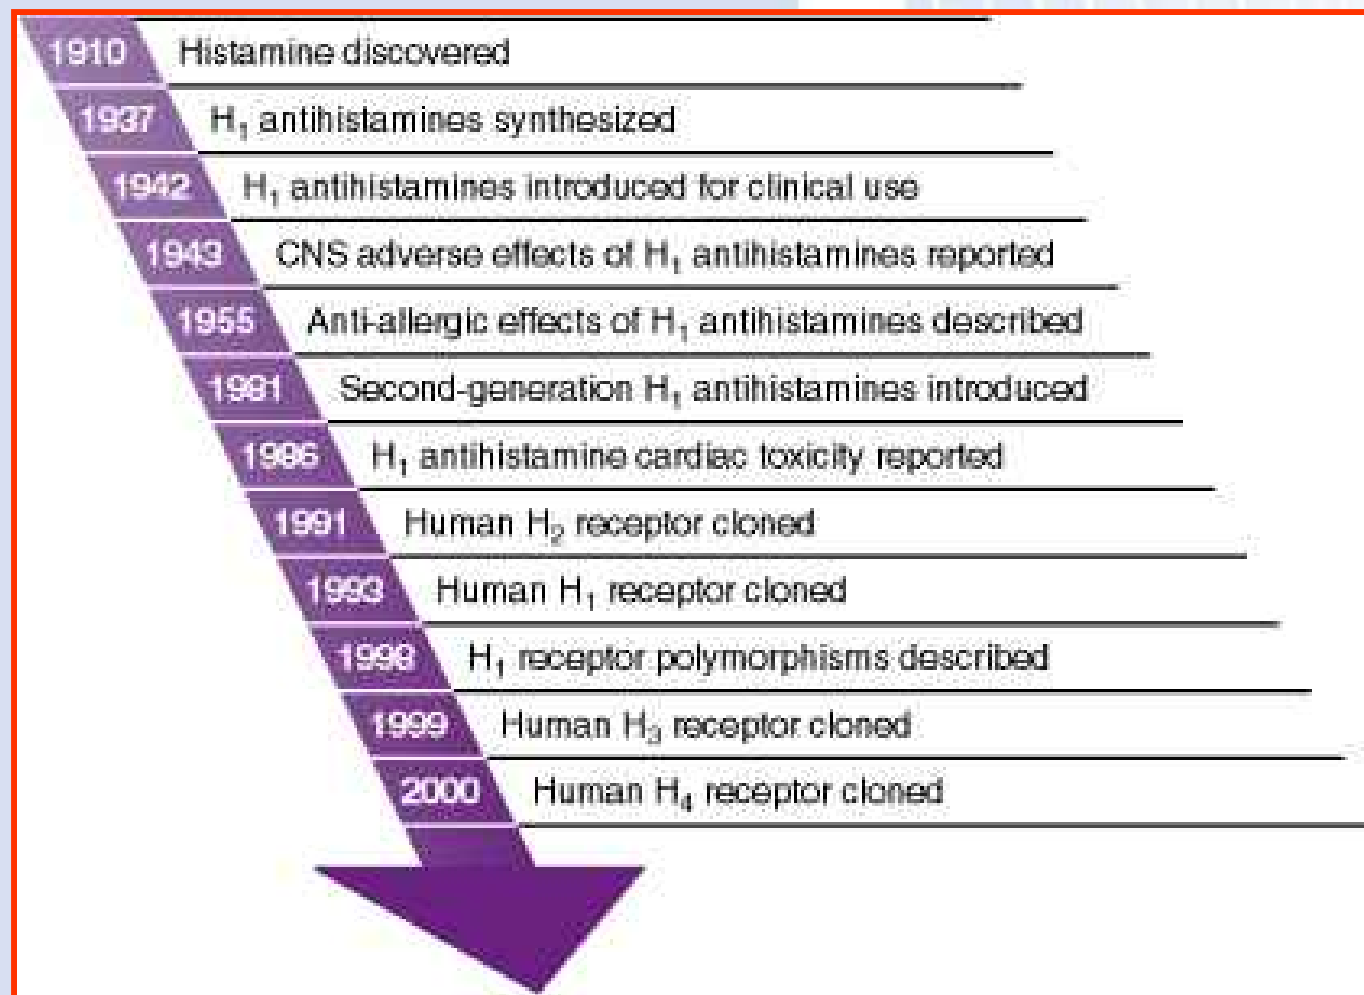 1910 Histamine discovered
1937 H₁ antihistamines synthesized
1942 H₁ antihistamines introduced for clinical use
1943 CNS adverse effects of H₁ antihistamines reported
1955 Anti-allergic effects of H₁ antihistamines described
1981 Second-generation H₁ antihistamines introduced
1986 H₁ antihistamine cardiac toxicity reported
1991 Human H₂ receptor cloned
1993 Human H₁ receptor cloned
1998 H₁ receptor polymorphisms described
1999 Human H₃ receptor cloned
2000 Human H₄ receptor cloned